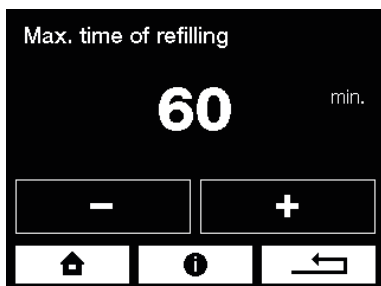 Max. time of refilling
60 min.
− +